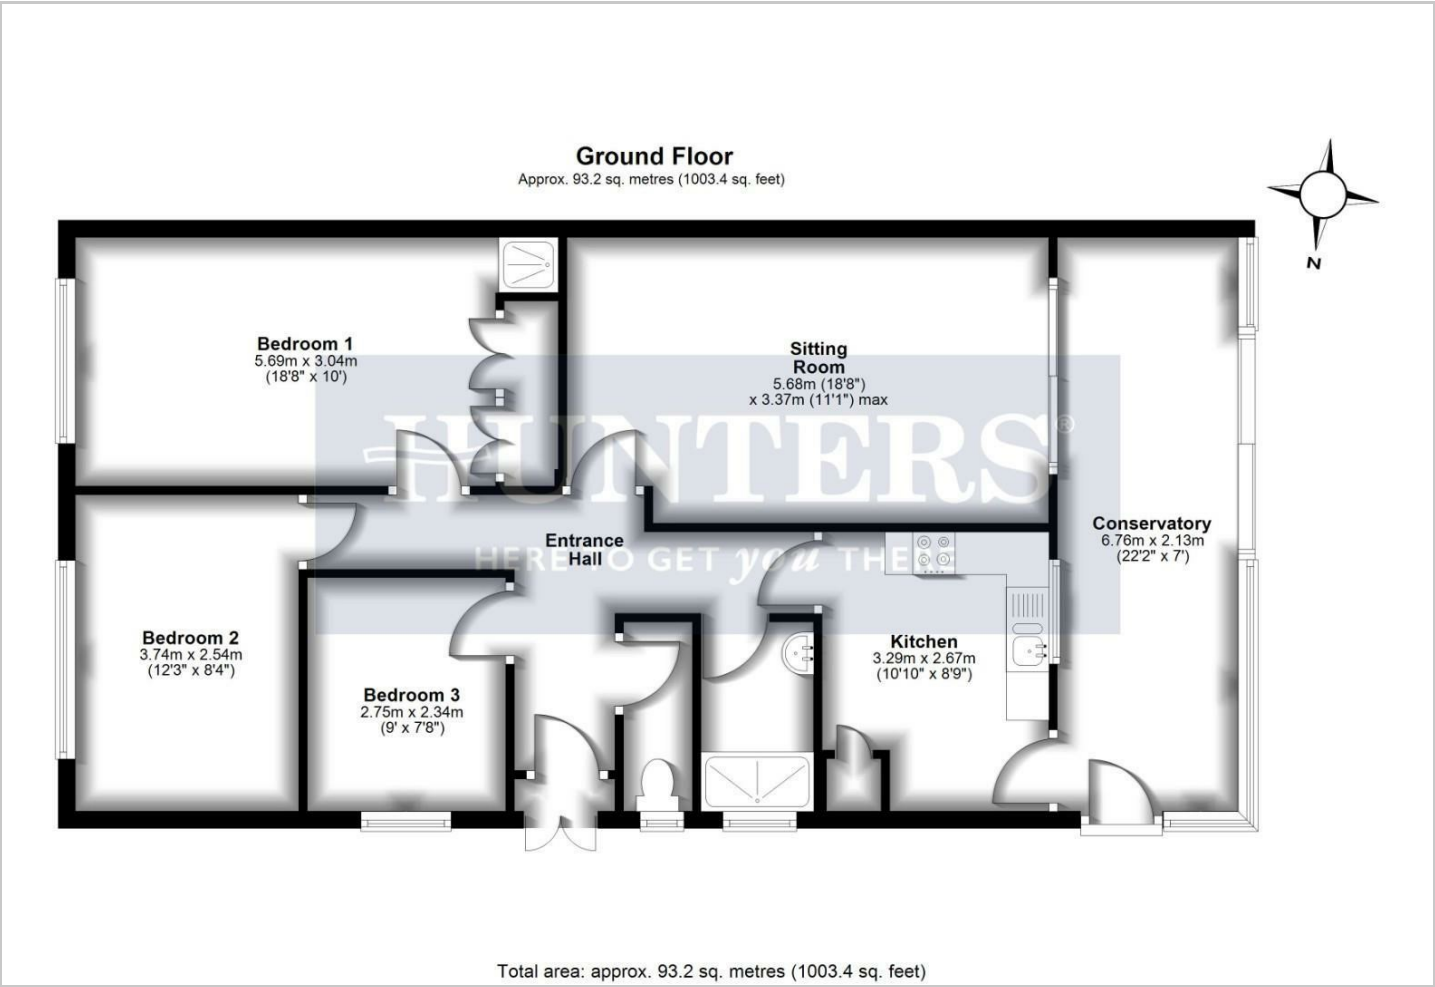 Ground Floor
Approx. 93.2 sq. metres (1003.4 sq. feet)
N
Bedroom 1
5.69m x 3.04m
(18'8" x 10')
Sitting
Room
5.68m (18'8")
x 3.37m (11'1") max
HUNTERS®
HERE TO GET you THERE
Entrance
Hall
Conservatory
6.76m x 2.13m
(22'2" x 7')
Bedroom 2
3.74m x 2.54m
(12'3" x 8'4")
Kitchen
3.29m x 2.67m
(10'10" x 8'9")
Bedroom 3
2.75m x 2.34m
(9' x 7'8")
Total area: approx. 93.2 sq. metres (1003.4 sq. feet)